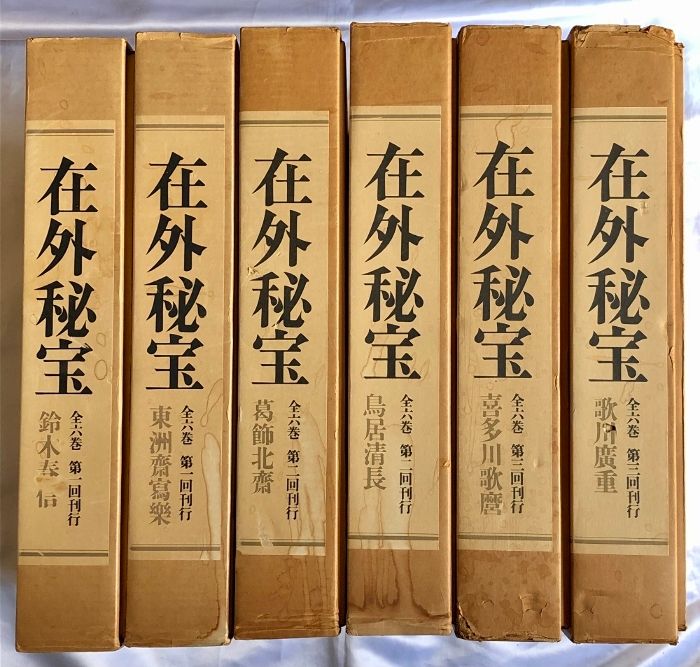 在外秘宝
全六巻 第一回刊行
鈴木春信
在外秘宝
全六巻 第一回刊行
東洲齋寫樂
在外秘宝
全六巻 第二回刊行
葛飾北齋
在外秘宝
全六巻 第二回刊行
鳥居清長
在外秘宝
全六巻 第三回刊行
喜多川歌麿
在外秘宝
全六巻 第三回刊行
歌川廣重